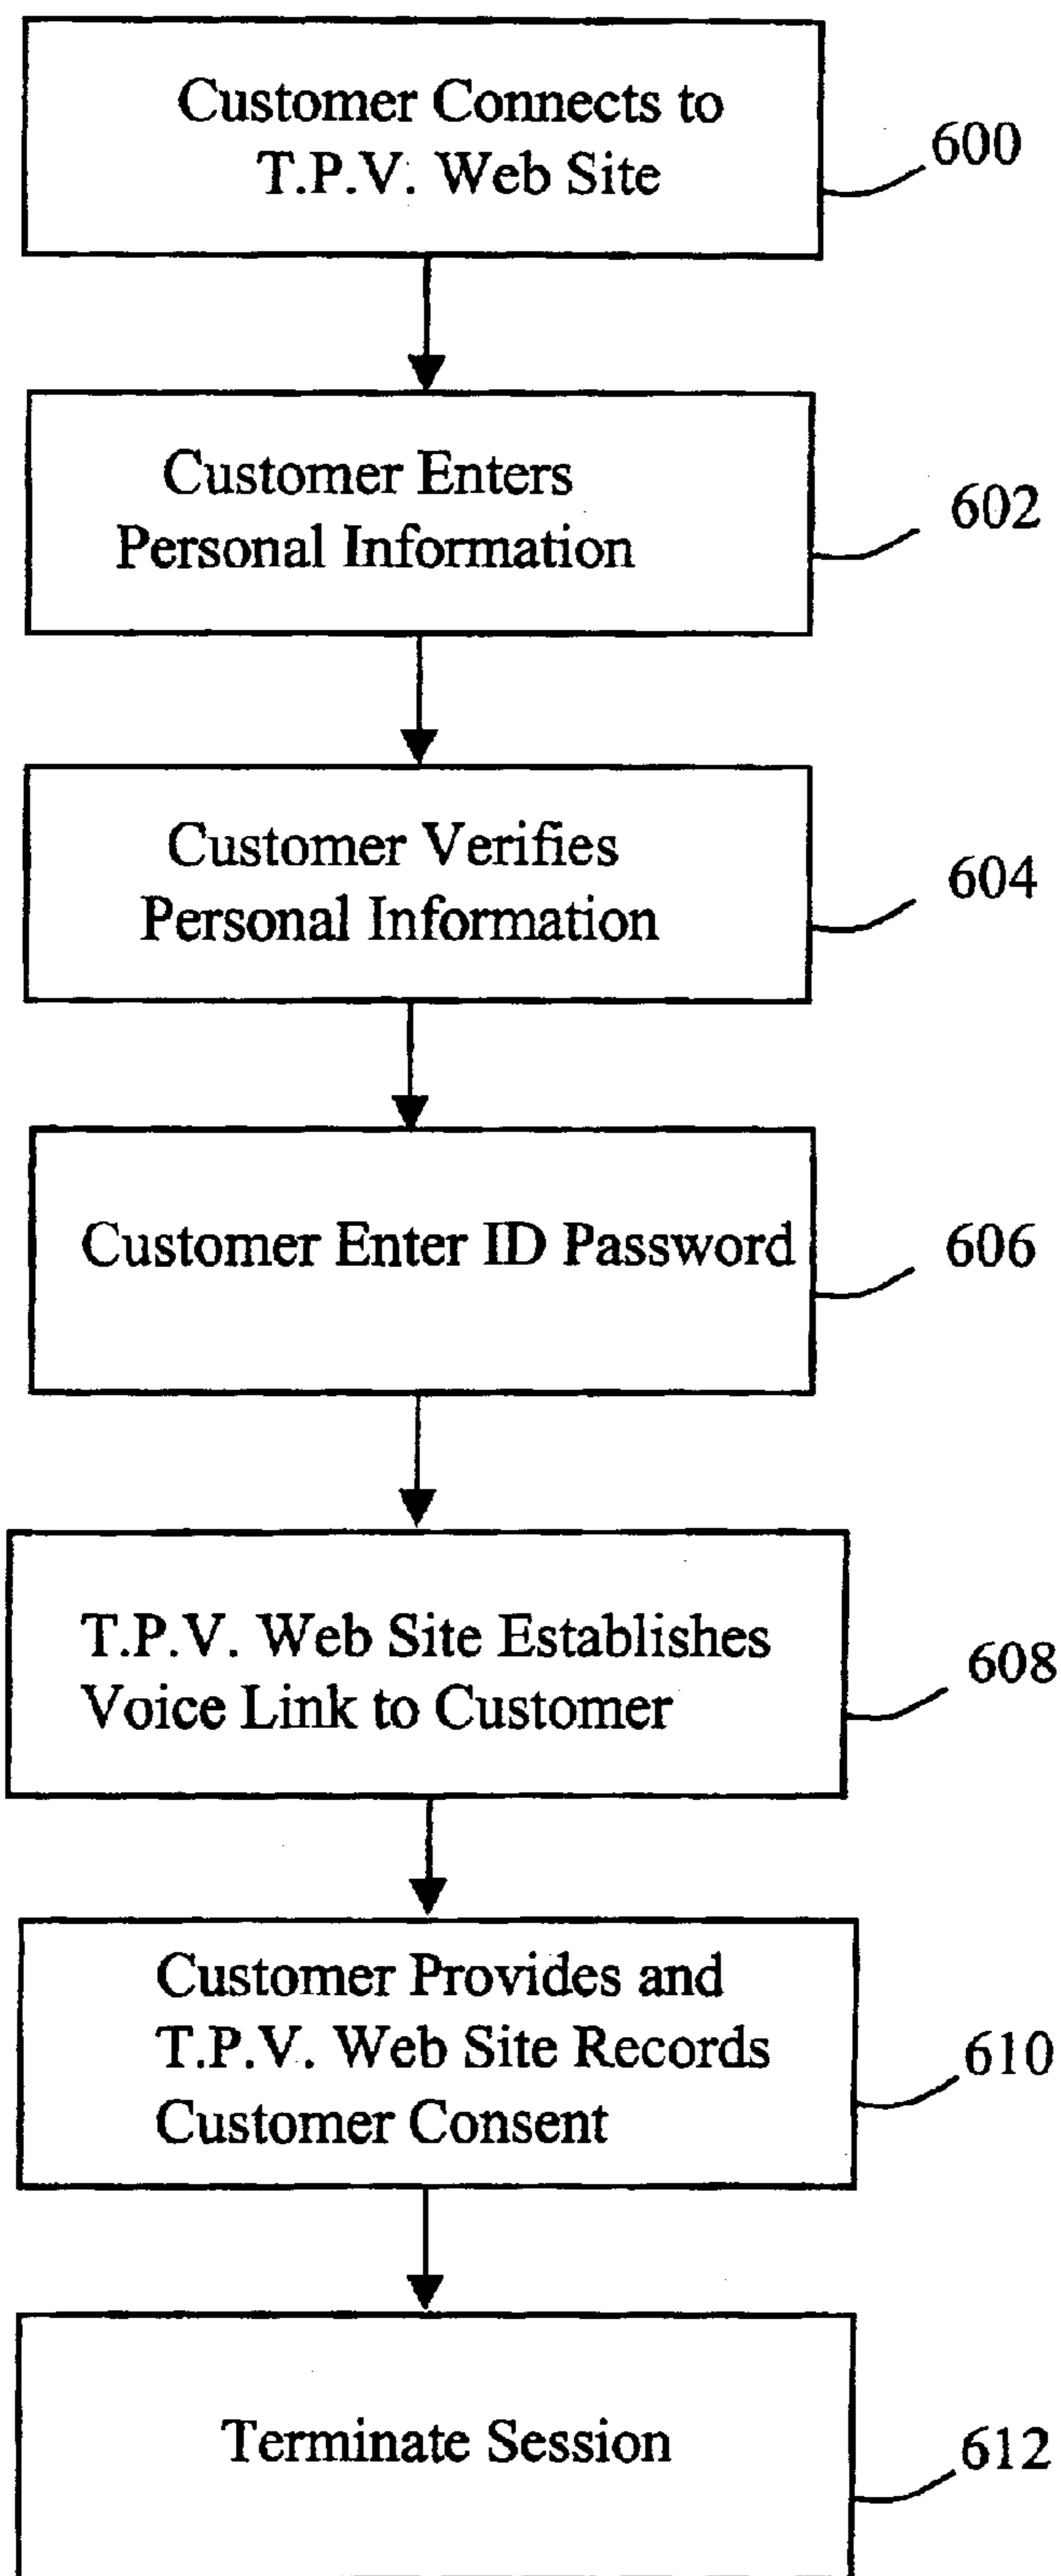 Customer Connects to
T.P.V. Web Site
600
Customer Enters
Personal Information
602
Customer Verifies
Personal Information
604
Customer Enter ID Password
606
T.P.V. Web Site Establishes
Voice Link to Customer
608
Customer Provides and
T.P.V. Web Site Records
Customer Consent
610
Terminate Session
612